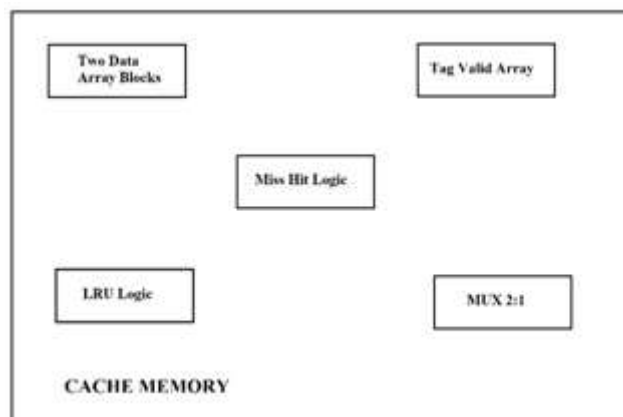 Two Data
Array Blocks
Tag Valid Array
Miss Hit Logic
LRU Logic
MUX 2:1
CACHE MEMORY